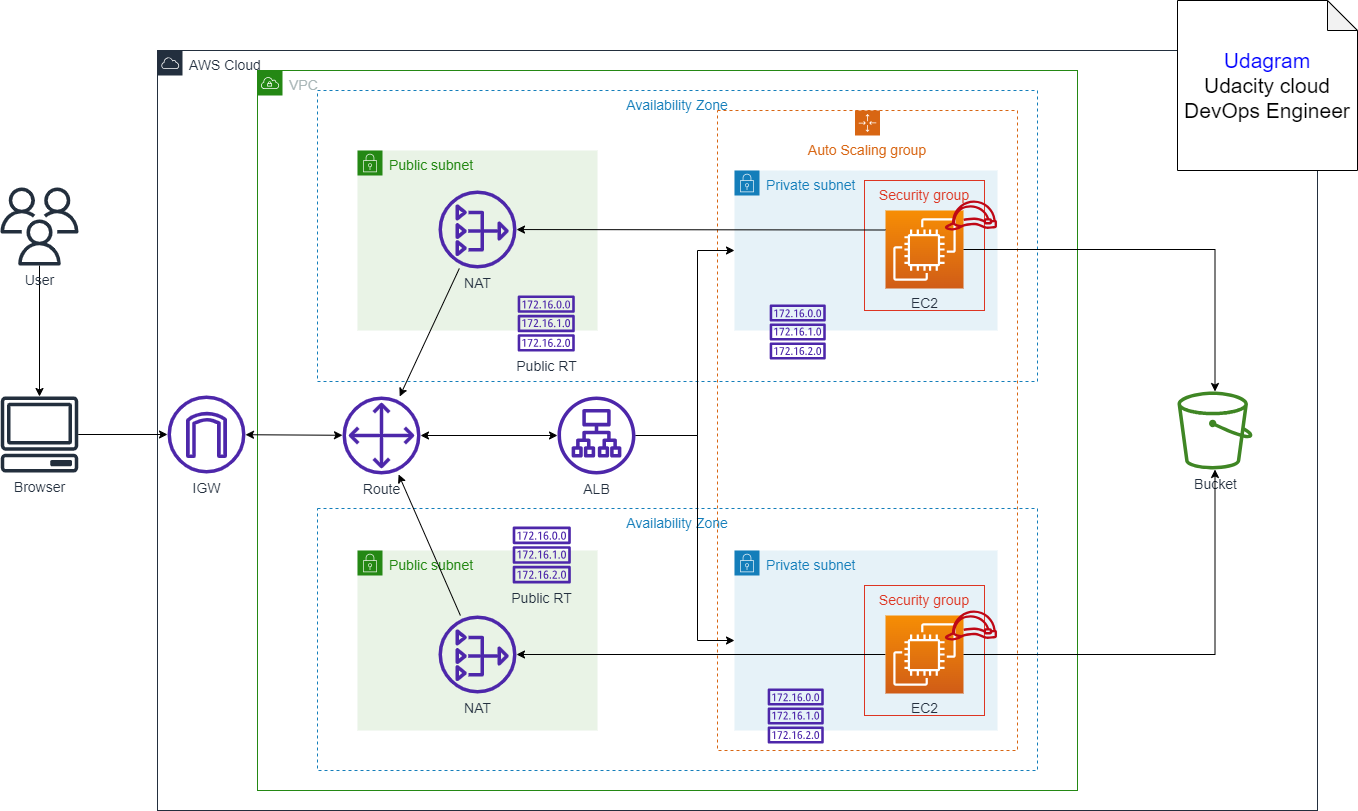 Udagram
Udacity cloud
DevOps Engineer
AWS Cloud
VPC
Availability Zone
Auto Scaling group
Public subnet
Private subnet
Security group
NAT
EC2
User
172.16.0.0
172.16.1.0
172.16.2.0
Public RT
172.16.0.0
172.16.1.0
172.16.2.0
Browser
IGW
Route
ALB
Bucket
Availability Zone
172.16.0.0
172.16.1.0
172.16.2.0
Public RT
Public subnet
Private subnet
Security group
NAT
EC2
172.16.0.0
172.16.1.0
172.16.2.0